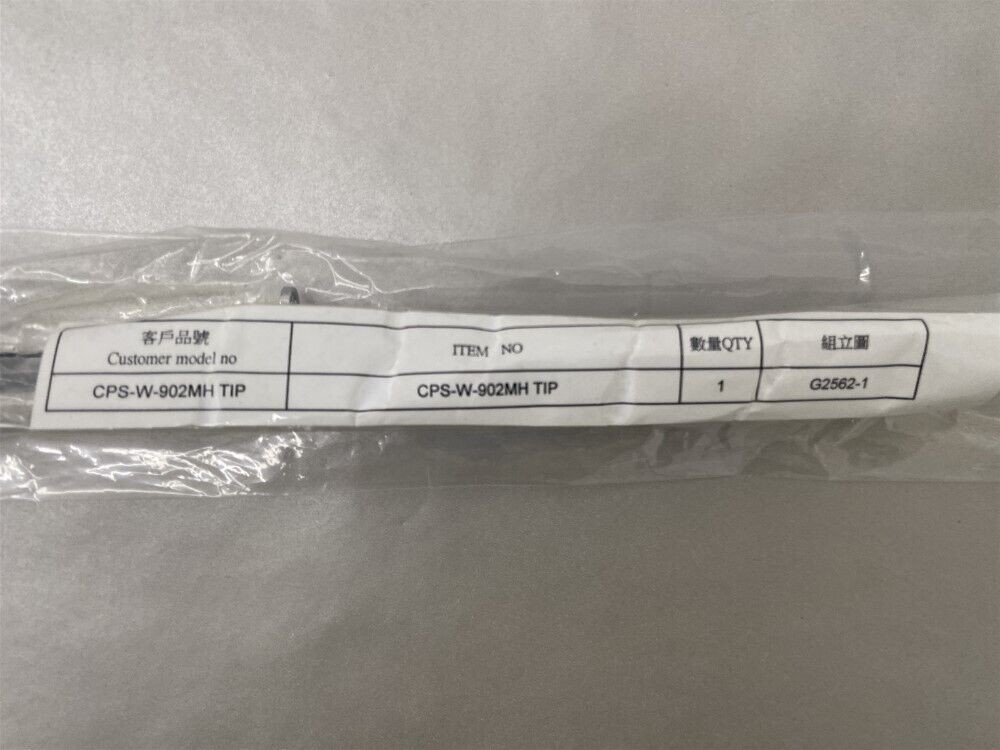 客戶品號
Customer model no
ITEM NO
數量QTY
組立圖
CPS-W-902MH TIP
CPS-W-902MH TIP
1
G2562-1